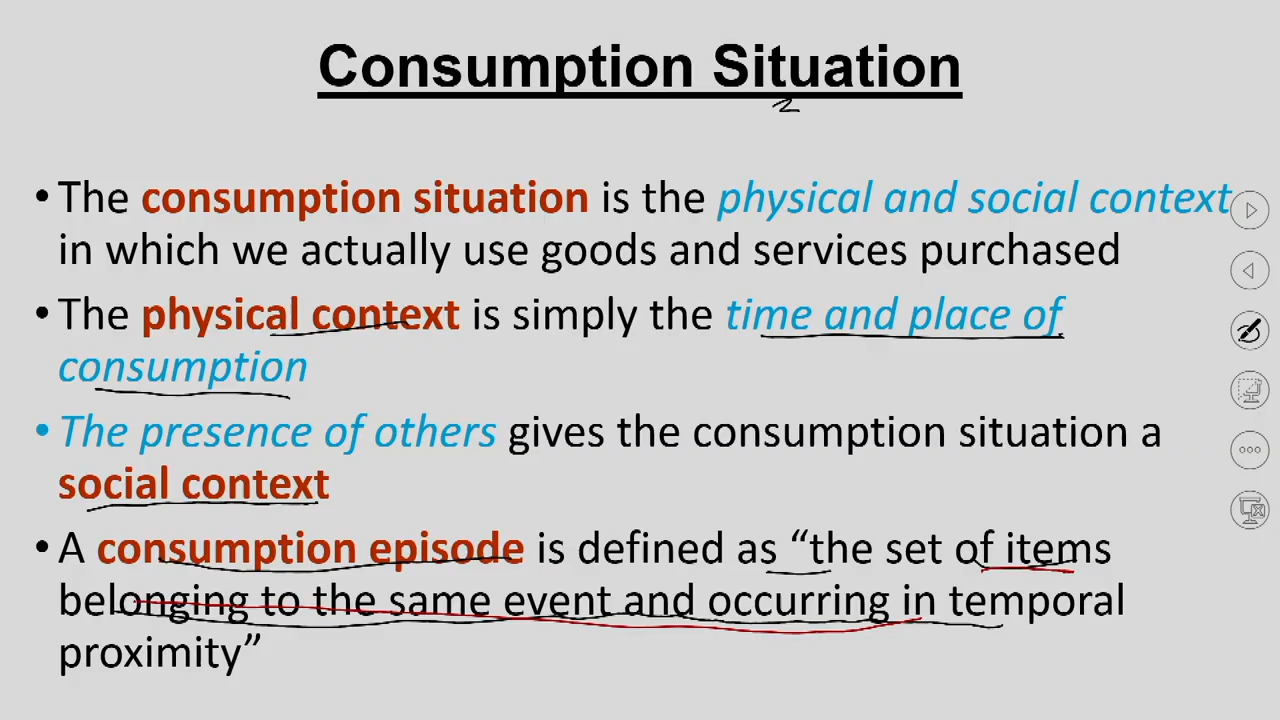 Consumption Situation
• The consumption situation is the physical and social context
in which we actually use goods and services purchased
• The physical context is simply the time and place of
consumption
• The presence of others gives the consumption situation a
social context
• A consumption episode is defined as “the set of items
belonging to the same event and occurring in temporal
proximity”